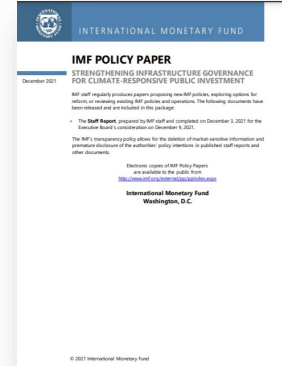 INTERNATIONAL MONETARY FUND
IMF POLICY PAPER
December 2021
STRENGTHENING INFRASTRUCTURE GOVERNANCE
FOR CLIMATE-RESPONSIVE PUBLIC INVESTMENT
IMF staff regularly produces papers proposing new IMF policies, exploring options for
reform, or reviewing existing IMF policies and operations. The following documents have
been released and are included in this package:
• The Staff Report, prepared by IMF staff and completed on December 3, 2021 for the
Executive Board's consideration on December 9, 2021.
The IMF's transparency policy allows for the deletion of market-sensitive information and
premature disclosure of the authorities' policy intentions in published staff reports and
other documents.
Electronic copies of IMF Policy Papers
are available to the public from
http://www.imf.org/external/pp/ppindex.aspx
International Monetary Fund
Washington, D.C.
© 2021 International Monetary Fund